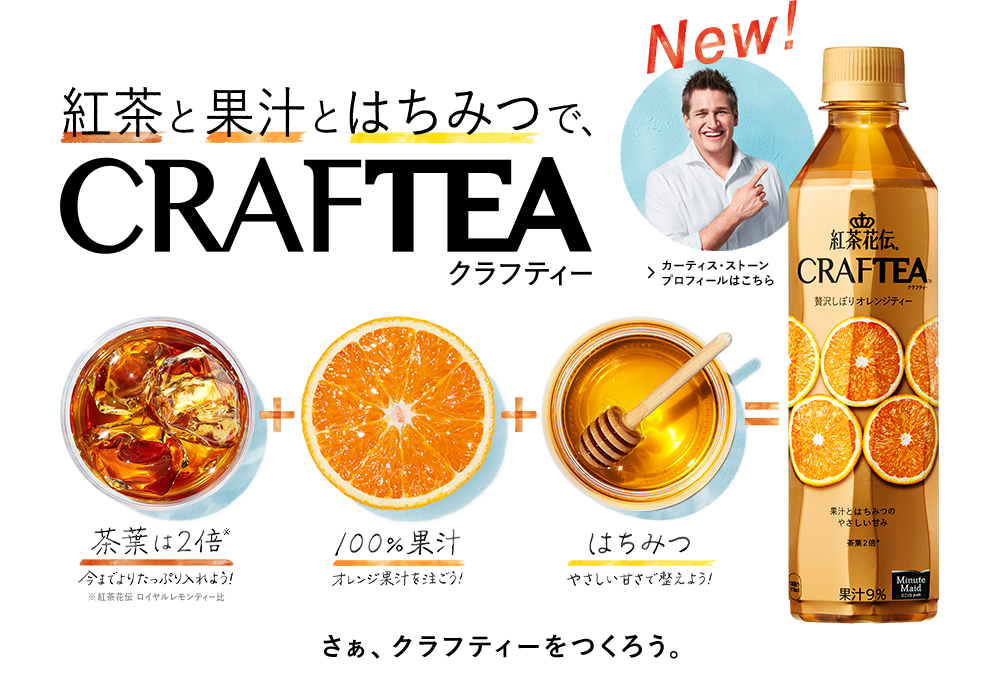 New!
紅茶と果汁とはちみつで、
CRAFTEA
クラフティー
カーティス・ストーン
プロフィールはこちら
紅茶花伝®
CRAFTEA™
クラフティー
贅沢しぼりオレンジティー
茶葉は2倍※
今までよりたっぷり入れよう!
※紅茶花伝 ロイヤルレモンティー比
100%果汁
オレンジ果汁を注ごう!
はちみつ
やさしい甘さで整えよう!
果汁とはちみつの
やさしい甘み
茶葉2倍※
果汁9%
Minute
Maid
さぁ、クラフティーをつくろう。